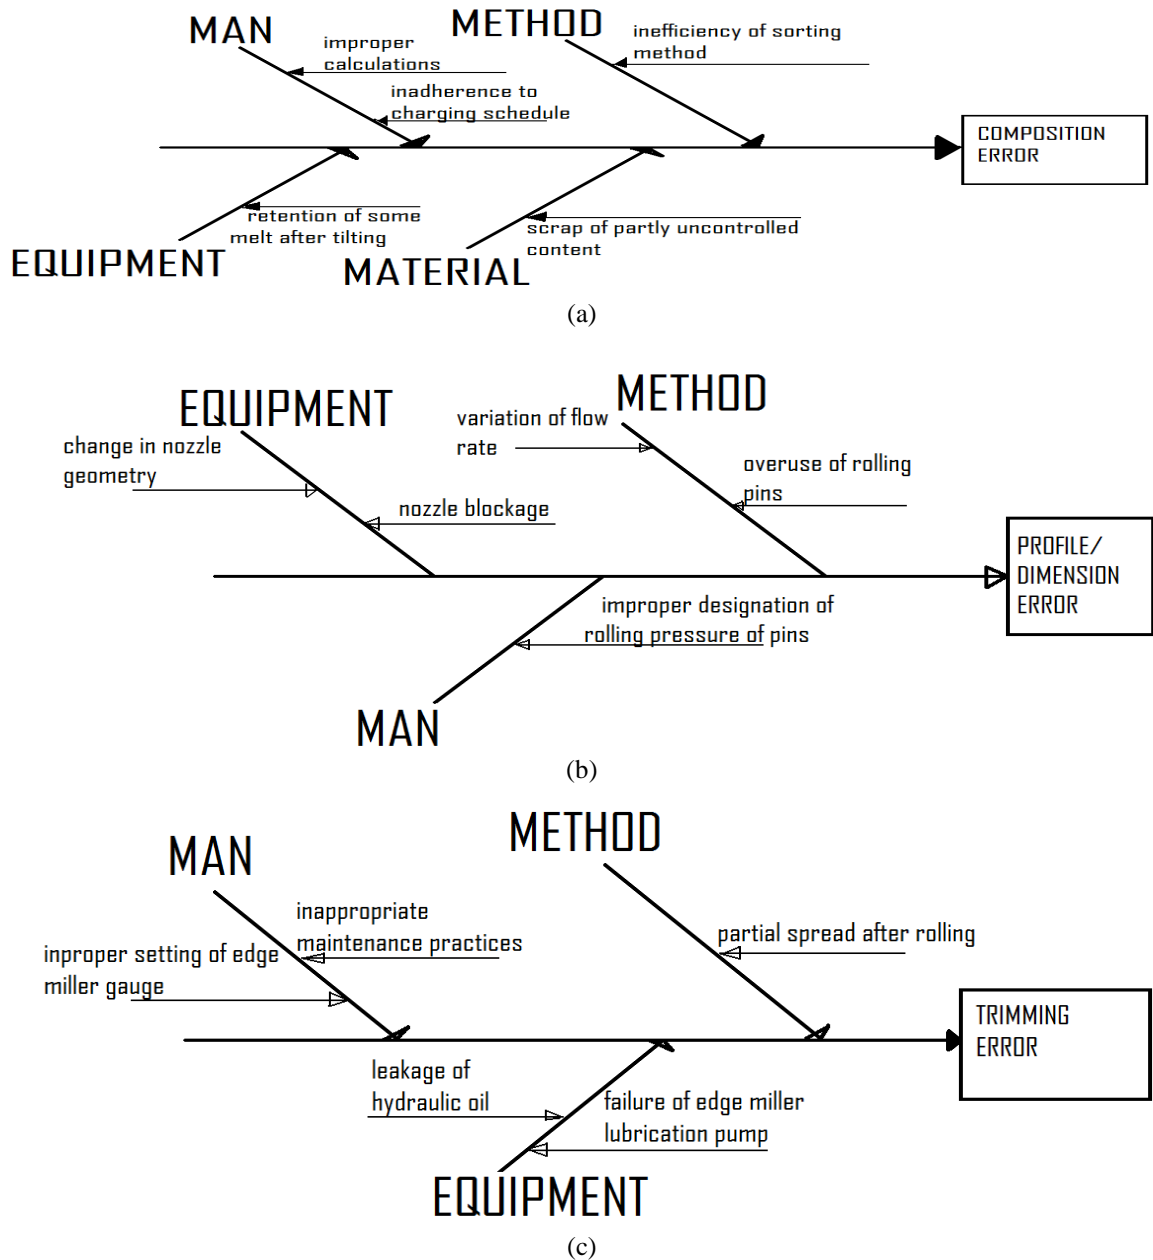 MAN
METHOD
improper
calculations
inefficiency of sorting
method
inadherence to
charging schedule
COMPOSITION
ERROR
retention of some
melt after tilting
scrap of partly uncontrolled
content
EQUIPMENT
MATERIAL
(a)
EQUIPMENT
METHOD
change in nozzle
geometry
variation of flow
rate
overuse of rolling
pins
nozzle blockage
PROFILE/
DIMENSION
ERROR
improper designation of
rolling pressure of pins
MAN
(b)
MAN
METHOD
inappropriate
maintenance practices
inproper setting of edge
miller gauge
partial spread after rolling
TRIMMING
ERROR
leakage of
hydraulic oil
failure of edge miller
lubrication pump
EQUIPMENT
(c)